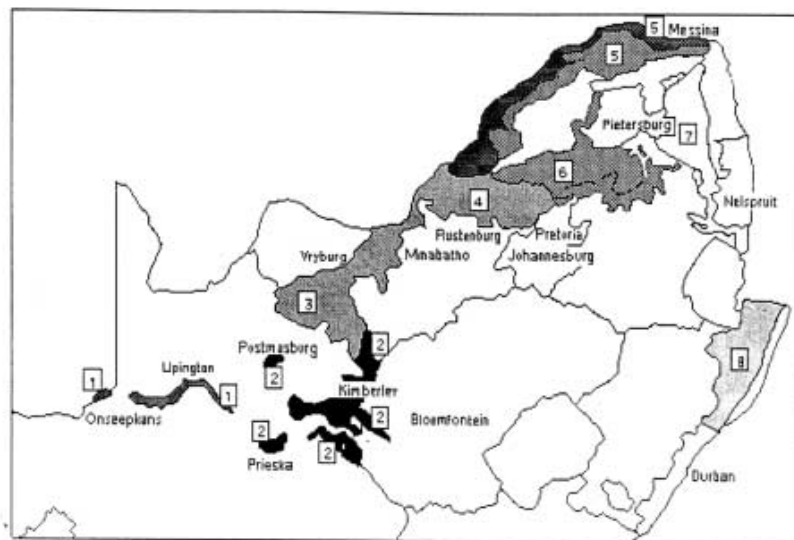 5 Messina
5
Pietersburg 7
6
4
Nelspruit
Rustenburg Pretoria
Vryburg Mmabatho Johannesburg
3
Postmasburg 2
8
2
Upington
1 1 Kimberley
Onseepkans 2 Bloemfontein
2 2
Prieska Durban